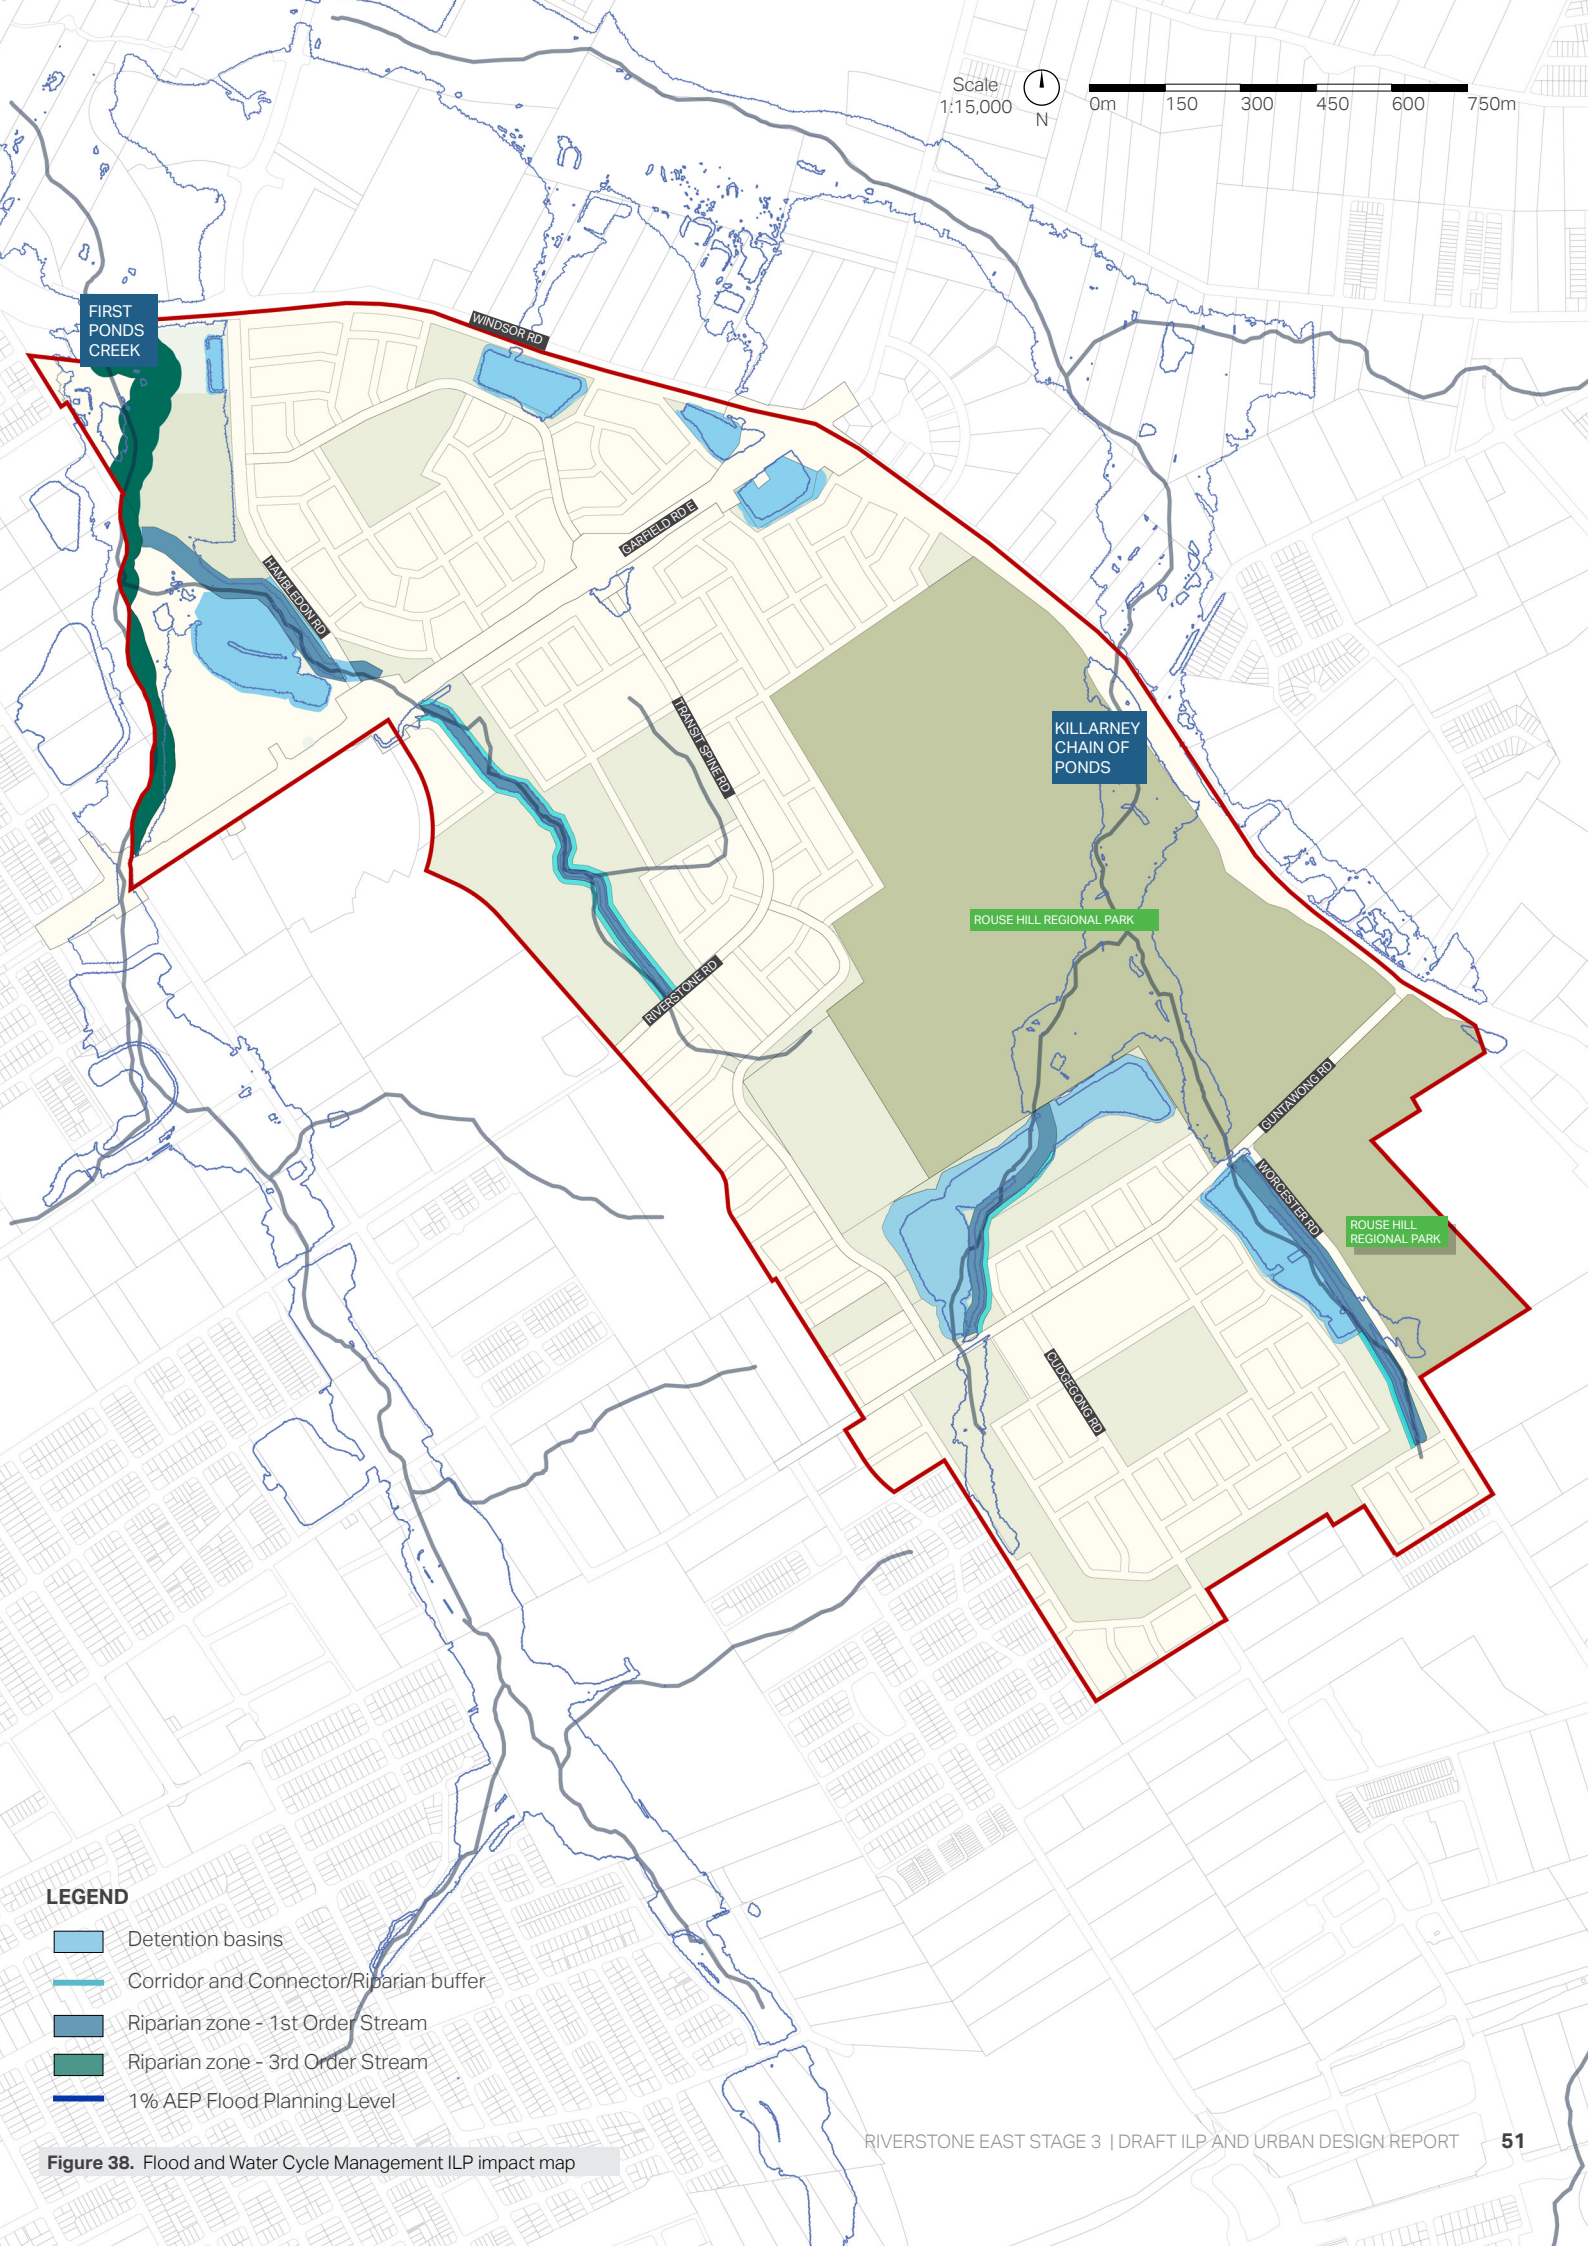 Scale
1:15,000
N
0m 150 300 450 600 750m
FIRST
PONDS
CREEK
WINDSOR RD
GARFIELD RD E
HAMBLEDON RD
TRANSIT SPINE RD
KILLARNEY
CHAIN OF
PONDS
ROUSE HILL REGIONAL PARK
RIVERSTONE RD
GUNTAWONG RD
WORCESTER RD
ROUSE HILL
REGIONAL PARK
CUDGEGONG RD
LEGEND
Detention basins
Corridor and Connector/Riparian buffer
Riparian zone - 1st Order Stream
Riparian zone - 3rd Order Stream
1% AEP Flood Planning Level
Figure 38. Flood and Water Cycle Management ILP impact map
RIVERSTONE EAST STAGE 3 | DRAFT ILP AND URBAN DESIGN REPORT 51